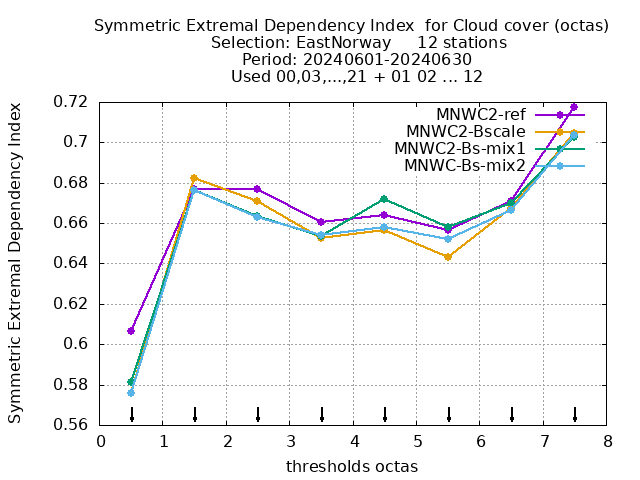 Symmetric Extremal Dependency Index  for Cloud cover (octas)
Selection: EastNorway     12 stations
Period: 20240601-20240630
Used 00,03,...,21 + 01 02 ... 12
Symmetric Extremal Dependency Index
0.72
0.7
0.68
0.66
0.64
0.62
0.6
0.58
0.56
MNWC2-ref
MNWC2-Bscale
MNWC2-Bs-mix1
MNWC-Bs-mix2
0 1 2 3 4 5 6 7 8
thresholds octas